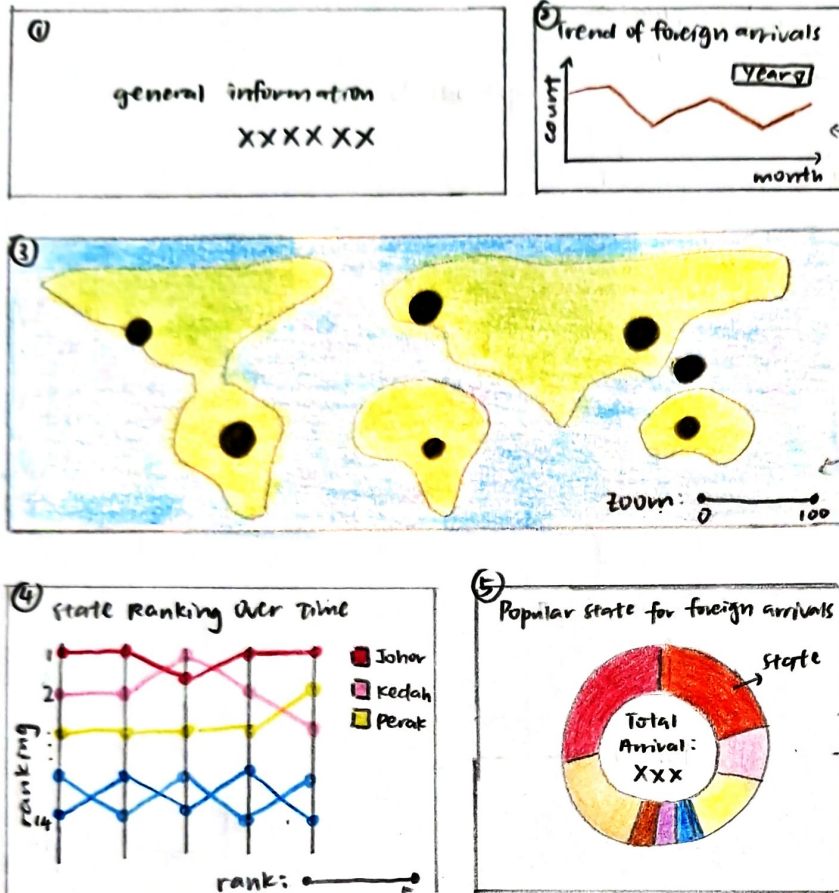 ①
general information
xxxxxx
② Trend of foreign arrivals
Years
count
month
③
Zoom:
0 100
④ State Ranking Over Time
1
2
14
ranking
Johor
Kedah
Perak
rank:
⑤ Popular state for foreign arrivals
State
Total
Arrival:
Xxx